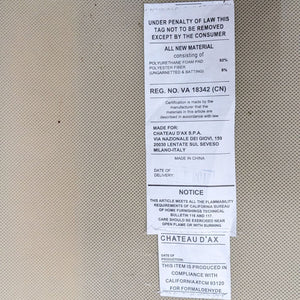 UNDER PENALTY OF LAW THIS
TAG NOT TO BE REMOVED
EXCEPT BY THE CONSUMER
ALL NEW MATERIAL
consisting of
POLYURETHANE FOAM PAD 92%
POLYESTER FIBER
(UNGARNETTED & BATTING) 8%
REG. NO. VA 18342 (CN)
Certification is made by the
manufacturer that the
materials in this article are
described in accordance with law
MADE FOR:
CHATEAU D'AX S.P.A.
VIA NAZIONALE DEI GIOVI, 159
20030 LENTATE SUL SEVESO
MILANO-ITALY
MADE IN CHINA
DATE OF
DELIVERY
NOTICE
THIS ARTICLE MEETS ALL THE FLAMMABILITY
REQUIREMENTS OF CALIFORNIA BUREAU
OF HOME FURNISHINGS TECHNICAL
BULLETIN 116 AND 117.
CARE SHOULD BE EXERCISED NEAR
OPEN FLAME OR WITH BURNING
CHATEAU D'AX
DATE OF
PRODUCTION:
THIS ITEM IS PRODUCED IN
COMPLIANCE WITH
CALIFORNIA ATCM 93120
FOR FORMALDEHYDE